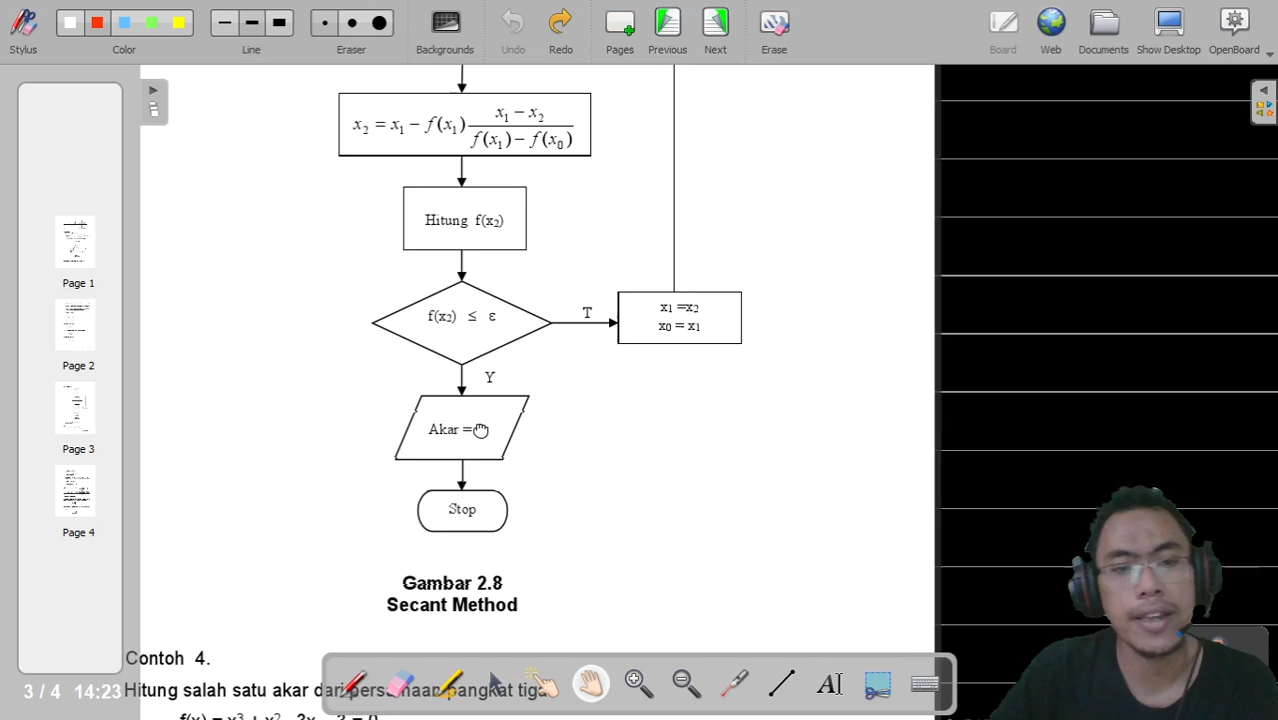 Stylus
Color
Line
Eraser
Backgrounds
Undo
Redo
Pages
Previous
Next
Erase
Board
Web
Documents
Show Desktop
OpenBoard
Page 1
Page 2
Page 3
Page 4
3 / 4 14:23
x₂ = x₁ − f(x₁) (x₁ − x₂) / (f(x₁) − f(x₀))
Hitung f(x₂)
f(x₂) ≤ ε
T
x₁ =x₂
x₀ = x₁
Y
Akar =
Stop
Gambar 2.8
Secant Method
Contoh 4.
Hitung salah satu akar dari persamaan pangkat tiga